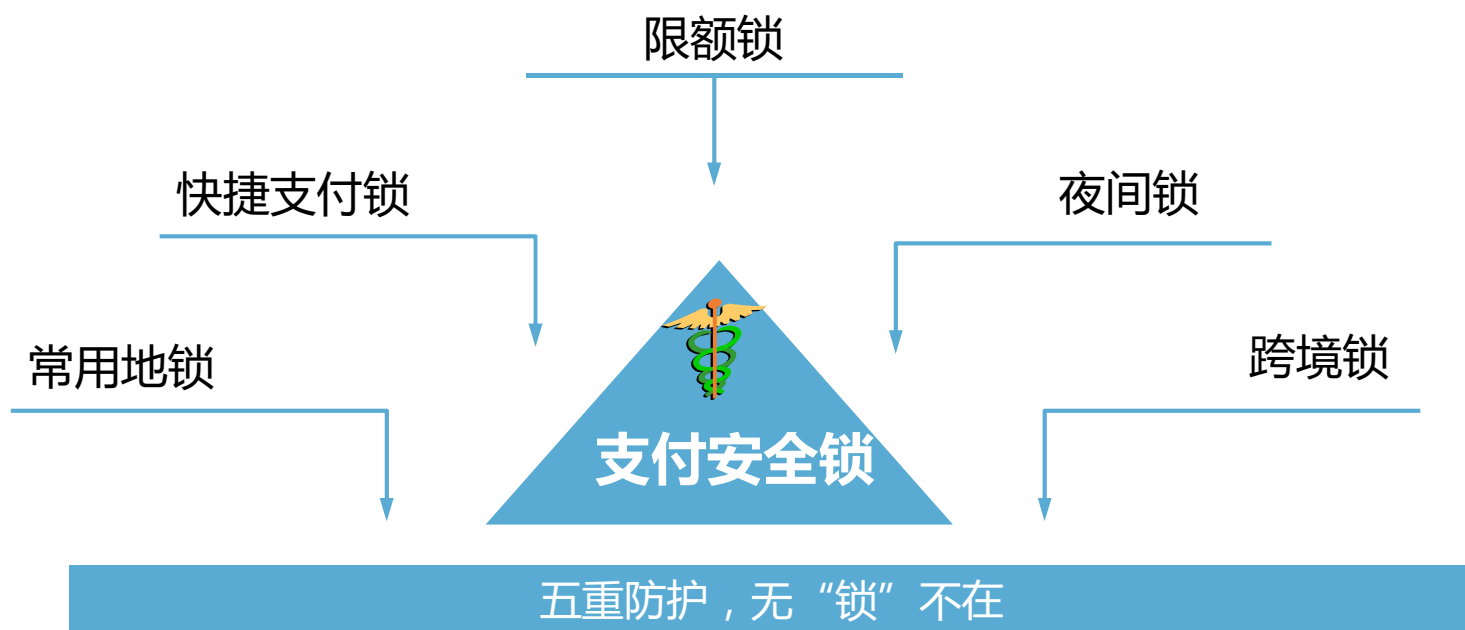 限额锁
快捷支付锁
夜间锁
常用地锁
跨境锁
支付安全锁
五重防护，无“锁”不在